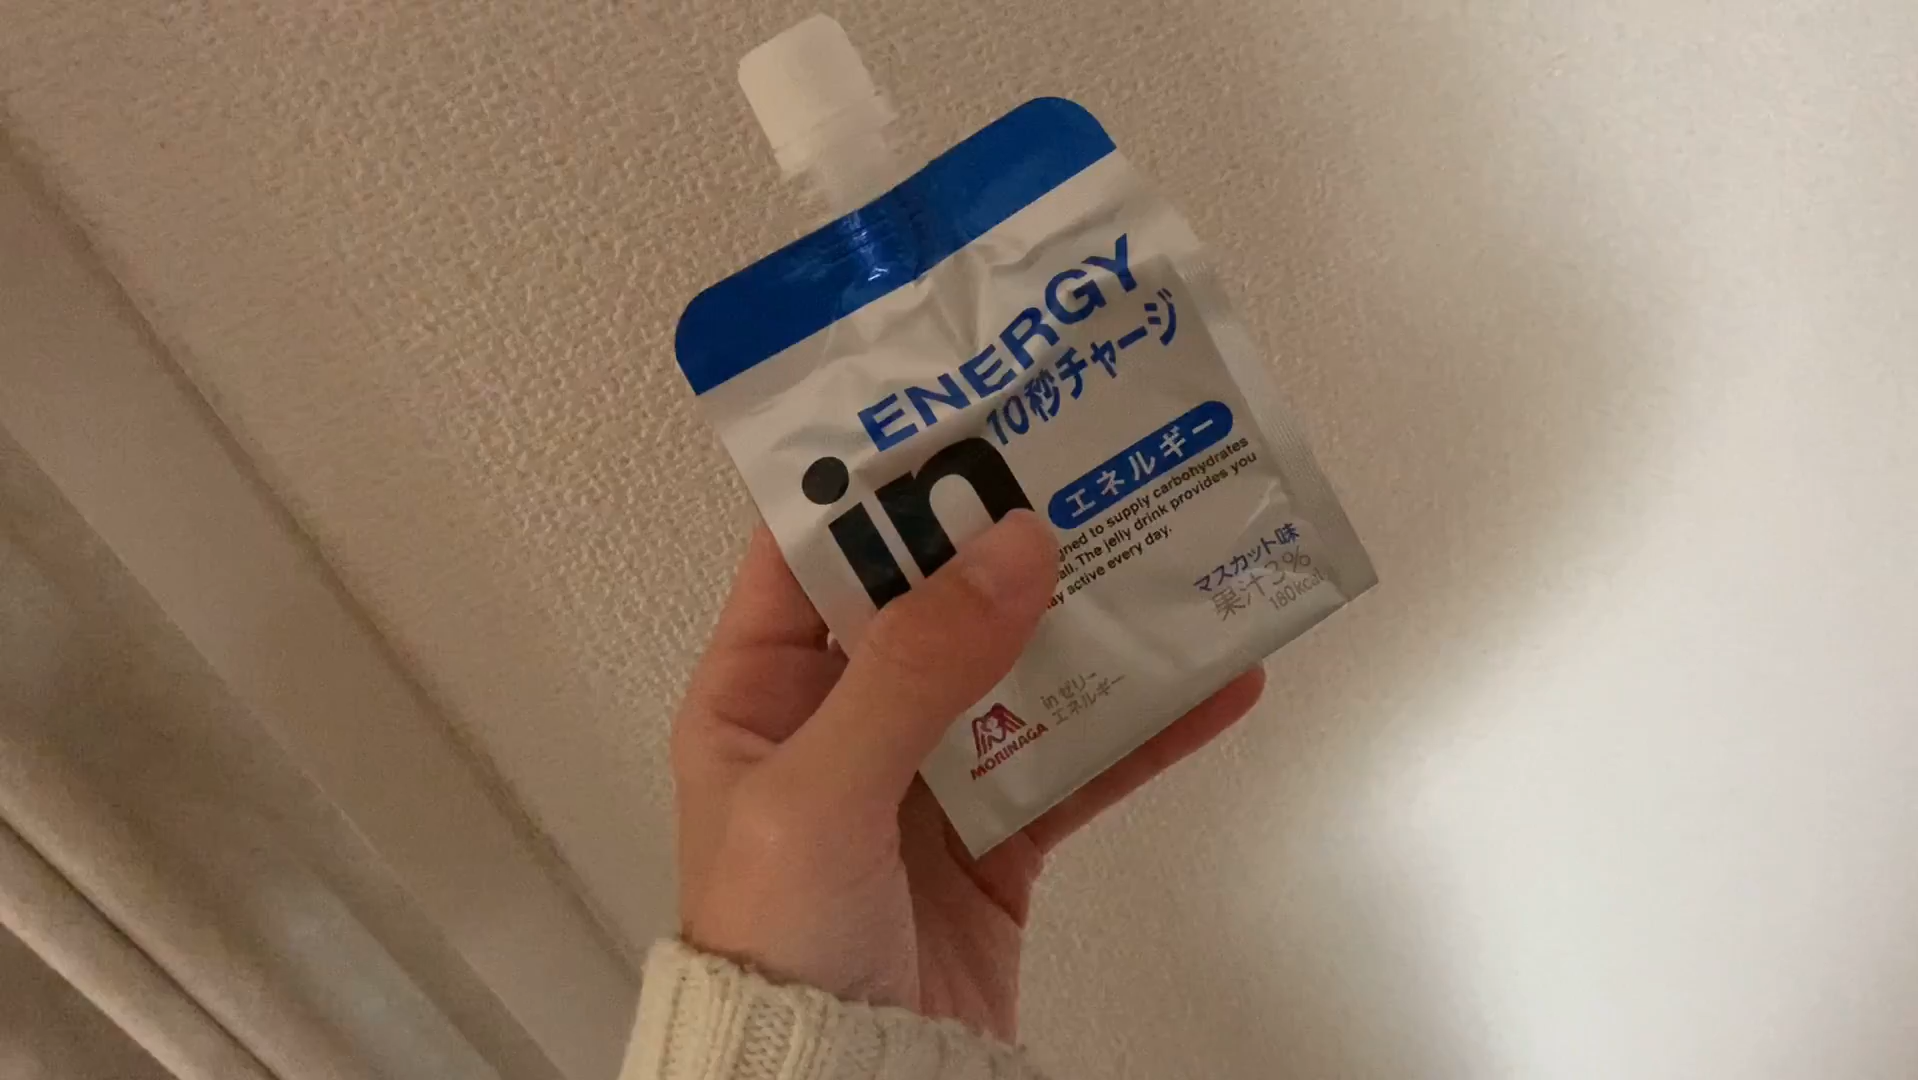 ENERGY
10秒チャージ
in
エネルギー
gned to supply carbohydrates
all. The jelly drink provides you
ay active every day.
マスカット味
果汁3%
180kcal
inゼリー
エネルギー
MORINAGA